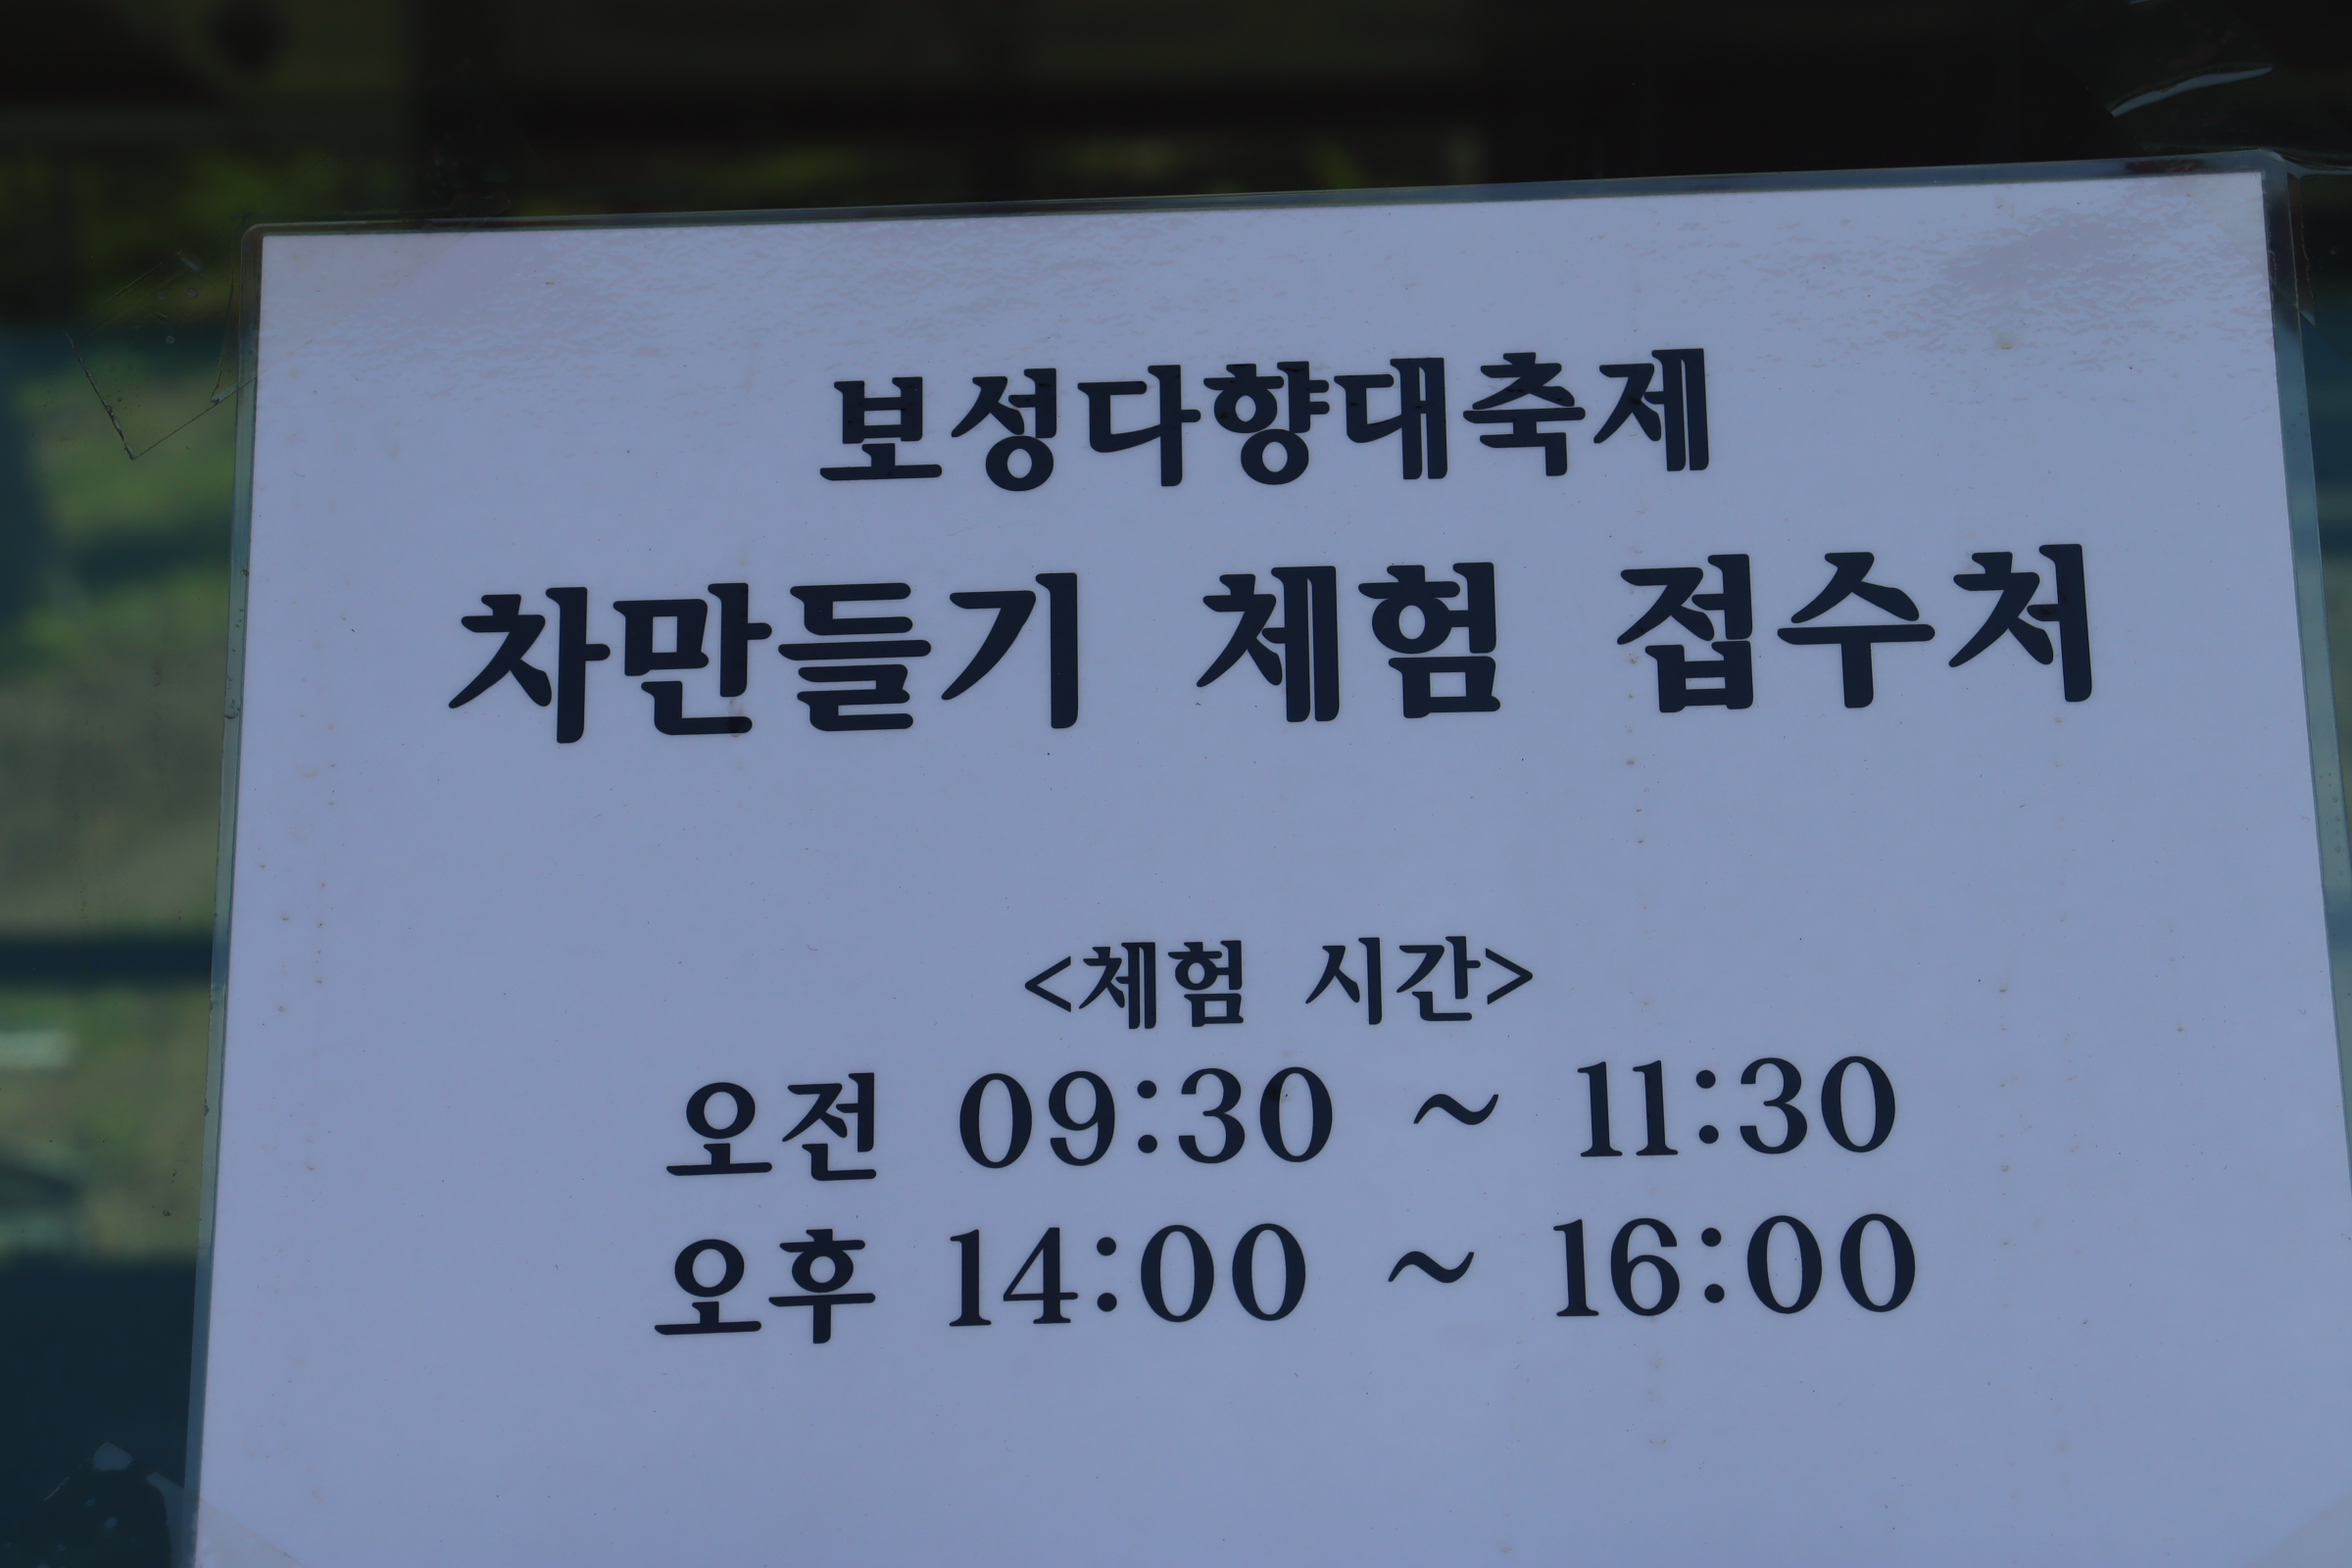 보성다향대축제
차만들기 체험 접수처
<체험 시간>
오전 09:30 ~ 11:30
오후 14:00 ~ 16:00